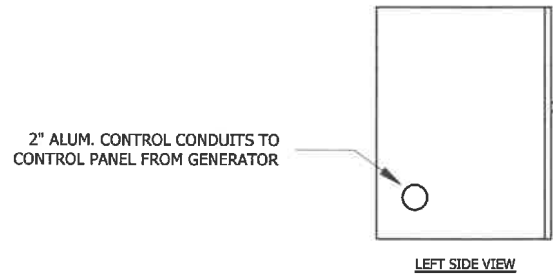 2" ALUM. CONTROL CONDUITS TO
CONTROL PANEL FROM GENERATOR
LEFT SIDE VIEW